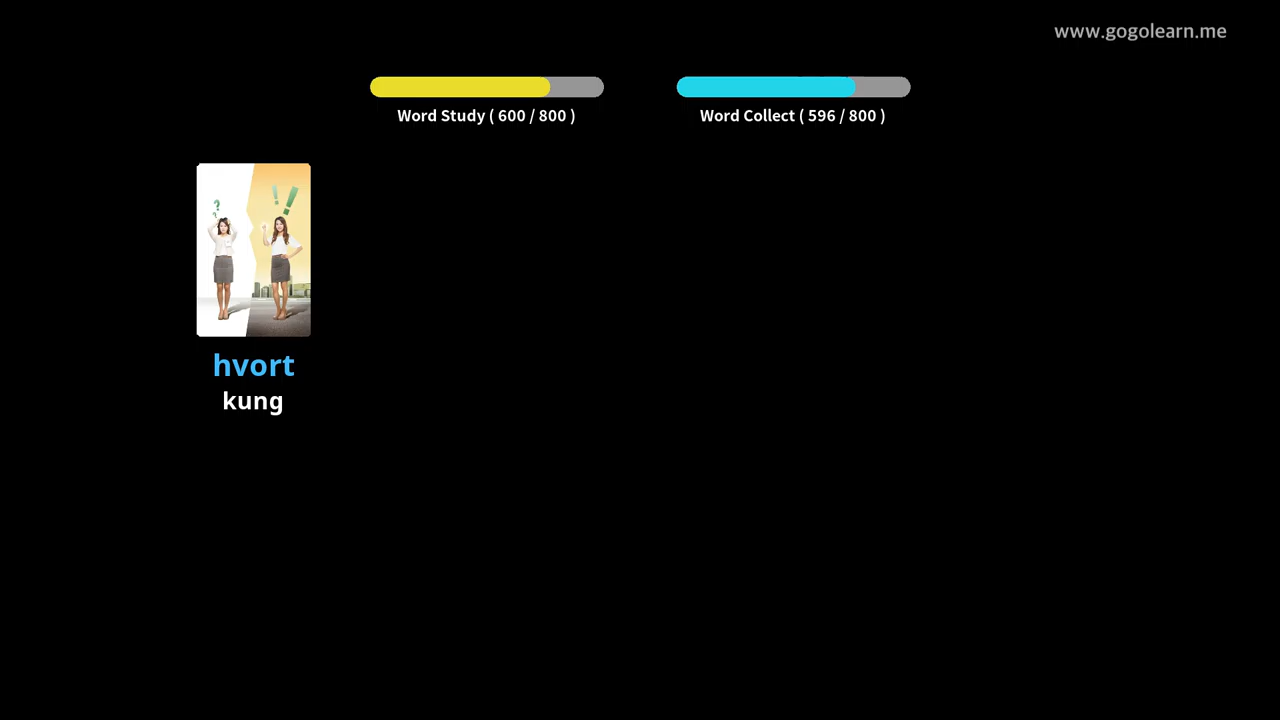 www.gogolearn.me
Word Study ( 600 / 800 )
Word Collect ( 596 / 800 )
? ?
! !
hvort
kung